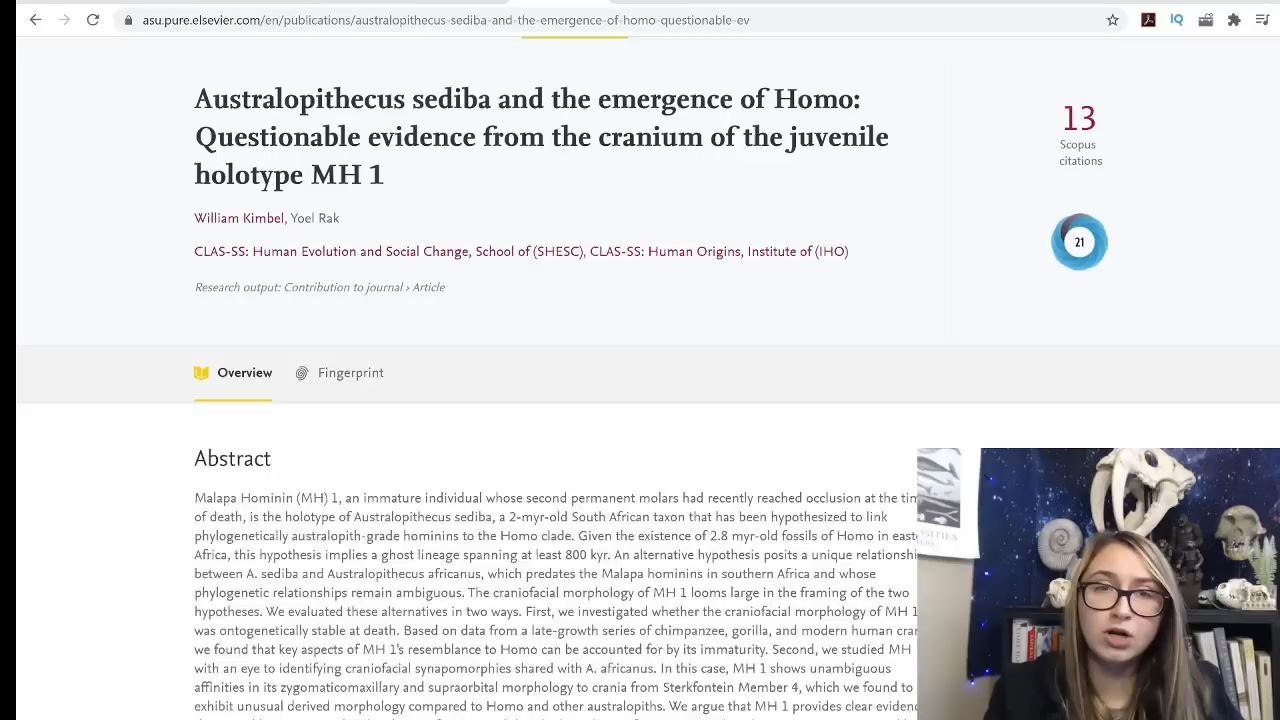 asu.pure.elsevier.com/en/publications/australopithecus-sediba-and-the-emergence-of-homo-questionable-ev
IQ
Australopithecus sediba and the emergence of Homo:
Questionable evidence from the cranium of the juvenile
holotype MH 1
13
Scopus
citations
William Kimbel, Yoel Rak
21
CLAS-SS: Human Evolution and Social Change, School of (SHESC), CLAS-SS: Human Origins, Institute of (IHO)
Research output: Contribution to journal › Article
Overview
Fingerprint
Abstract
Malapa Hominin (MH) 1, an immature individual whose second permanent molars had recently reached occlusion at the
of death, is the holotype of Australopithecus sediba, a 2-myr-old South African taxon that has been hypothesized to link
phylogenetically australopith-grade hominins to the Homo clade. Given the existence of 2.8 myr-old fossils of Homo in
Africa, this hypothesis implies a ghost lineage spanning at least 800 kyr. An alternative hypothesis posits a unique
between A. sediba and Australopithecus africanus, which predates the Malapa hominins in southern Africa and whose
phylogenetic relationships remain ambiguous. The craniofacial morphology of MH 1 looms large in the framing of the two
hypotheses. We evaluated these alternatives in two ways. First, we investigated whether the craniofacial morphology of MH 1
was ontogenetically stable at death. Based on data from a late-growth series of chimpanzee, gorilla, and modern human
we found that key aspects of MH 1's resemblance to Homo can be accounted for by its immaturity. Second, we studied MH
with an eye to identifying craniofacial synapomorphies shared with A. africanus. In this case, MH 1 shows unambiguous
affinities in its zygomaticomaxillary and supraorbital morphology to crania from Sterkfontein Member 4, which we found to
exhibit unusual derived morphology compared to Homo and other australopiths. We argue that MH 1 provides clear